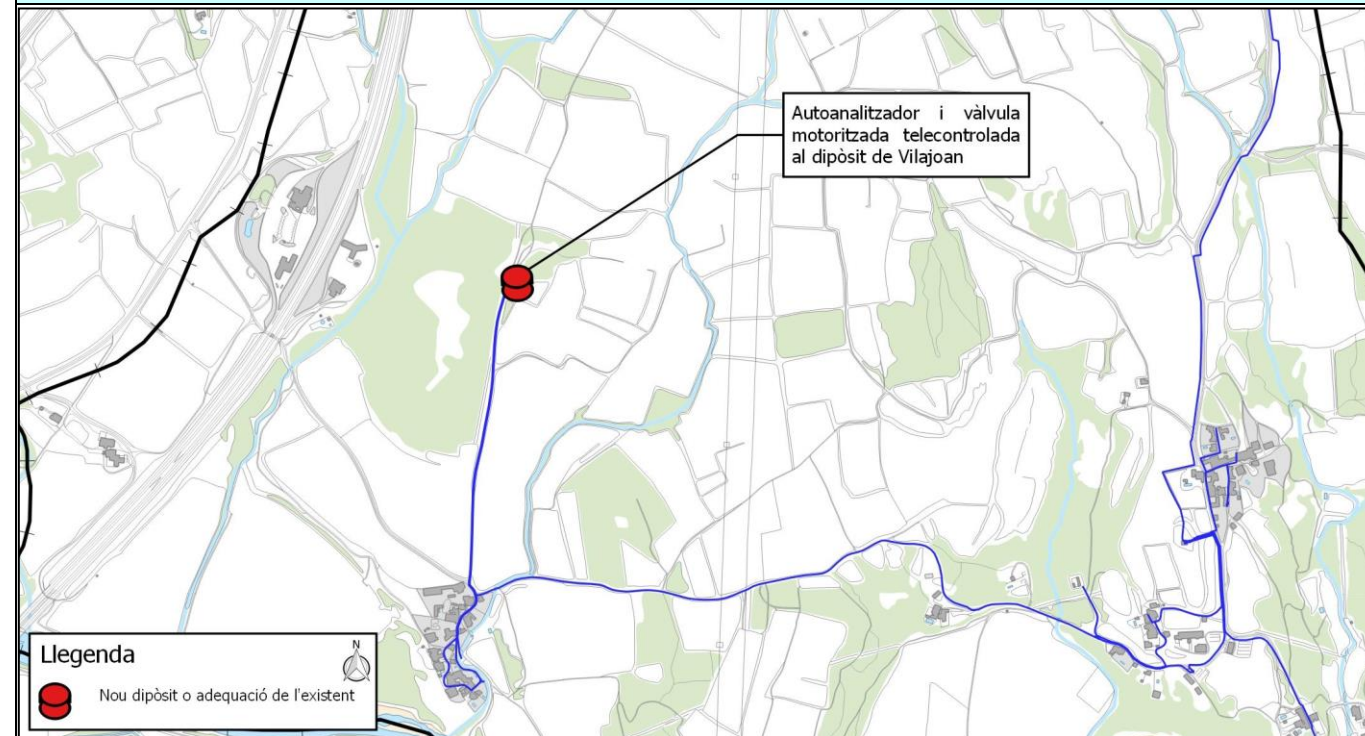 Autoanalitzador i vàlvula
motoritzada telecontrolada
al dipòsit de Vilajoan
Llegenda
N
Nou dipòsit o adequació de l'existent